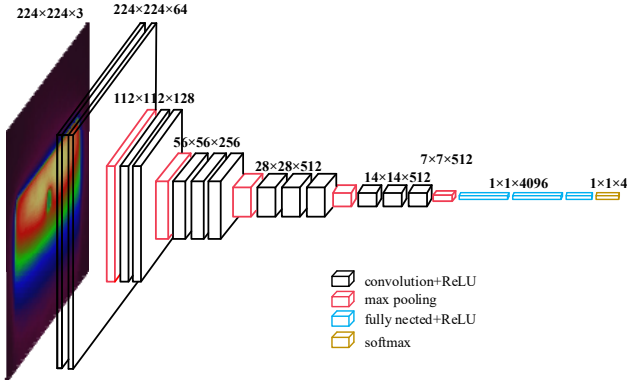 224×224×3
224×224×64
112×112×128
56×56×256
28×28×512
14×14×512
7×7×512
1×1×4096
1×1×4
convolution+ReLU
max pooling
fully nected+ReLU
softmax